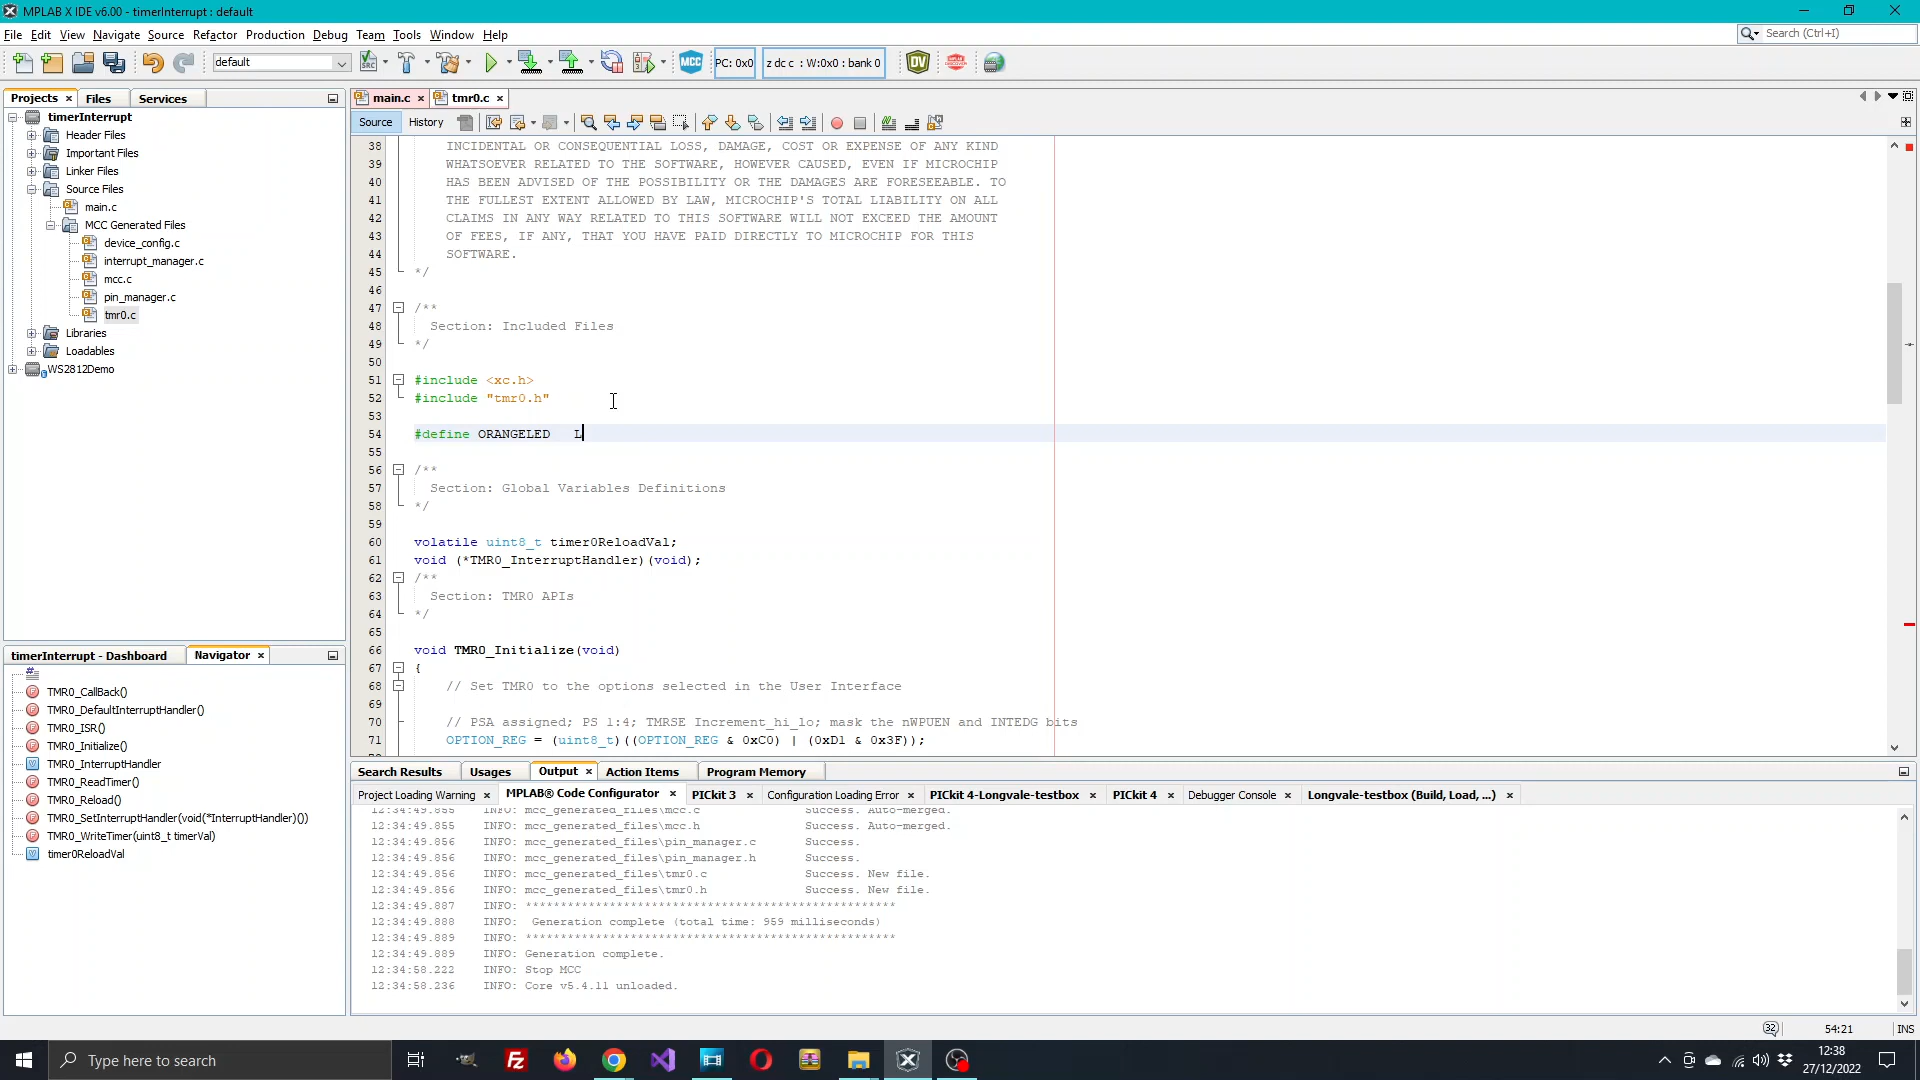 MPLAB X IDE v6.00 - timerInterrupt : default
File Edit View Navigate Source Refactor Production Debug Team Tools Window Help
Search (Ctrl+I)
default
SRC
MCC
PC: 0x0
z dc c : W:0x0 : bank 0
DV
Projects
Files
Services
timerInterrupt
Header Files
Important Files
Linker Files
Source Files
main.c
MCC Generated Files
device_config.c
interrupt_manager.c
mcc.c
pin_manager.c
tmr0.c
Libraries
Loadables
WS2812Demo
timerInterrupt - Dashboard
Navigator
TMR0_CallBack()
TMR0_DefaultInterruptHandler()
TMR0_ISR()
TMR0_Initialize()
TMR0_InterruptHandler
TMR0_ReadTimer()
TMR0_Reload()
TMR0_SetInterruptHandler(void(*InterruptHandler)())
TMR0_WriteTimer(uint8_t timerVal)
timer0ReloadVal
main.c
tmr0.c
Source
History
38 INCIDENTAL OR CONSEQUENTIAL LOSS, DAMAGE, COST OR EXPENSE OF ANY KIND
39 WHATSOEVER RELATED TO THE SOFTWARE, HOWEVER CAUSED, EVEN IF MICROCHIP
40 HAS BEEN ADVISED OF THE POSSIBILITY OR THE DAMAGES ARE FORESEEABLE. TO
41 THE FULLEST EXTENT ALLOWED BY LAW, MICROCHIP'S TOTAL LIABILITY ON ALL
42 CLAIMS IN ANY WAY RELATED TO THIS SOFTWARE WILL NOT EXCEED THE AMOUNT
43 OF FEES, IF ANY, THAT YOU HAVE PAID DIRECTLY TO MICROCHIP FOR THIS
44 SOFTWARE.
45 */
46
47 /**
48 Section: Included Files
49 */
50
51 #include <xc.h>
52 #include "tmr0.h"
53
54 #define ORANGELED L
55
56 /**
57 Section: Global Variables Definitions
58 */
59
60 volatile uint8_t timer0ReloadVal;
61 void (*TMR0_InterruptHandler)(void);
62 /**
63 Section: TMR0 APIs
64 */
65
66 void TMR0_Initialize(void)
67 {
68 // Set TMR0 to the options selected in the User Interface
69
70 // PSA assigned; PS 1:4; TMRSE Increment_hi_lo; mask the nWPUEN and INTEDG bits
71 OPTION_REG = (uint8_t)((OPTION_REG & 0xC0) | (0xD1 & 0x3F));
Search Results
Usages
Output
Action Items
Program Memory
Project Loading Warning
MPLAB® Code Configurator
PICkit 3
Configuration Loading Error
PICkit 4-Longvale-testbox
PICkit 4
Debugger Console
Longvale-testbox (Build, Load, ...)
12:34:49.855 INFO: mcc_generated_files\mcc.c Success. Auto-merged.
12:34:49.855 INFO: mcc_generated_files\mcc.h Success. Auto-merged.
12:34:49.856 INFO: mcc_generated_files\pin_manager.c Success.
12:34:49.856 INFO: mcc_generated_files\pin_manager.h Success.
12:34:49.856 INFO: mcc_generated_files\tmr0.c Success. New file.
12:34:49.856 INFO: mcc_generated_files\tmr0.h Success. New file.
12:34:49.887 INFO: **************************************************
12:34:49.888 INFO: Generation complete (total time: 959 milliseconds)
12:34:49.889 INFO: **************************************************
12:34:49.889 INFO: Generation complete.
12:34:58.222 INFO: Stop MCC
12:34:58.236 INFO: Core v5.4.11 unloaded.
32
54:21
INS
Type here to search
12:38
27/12/2022